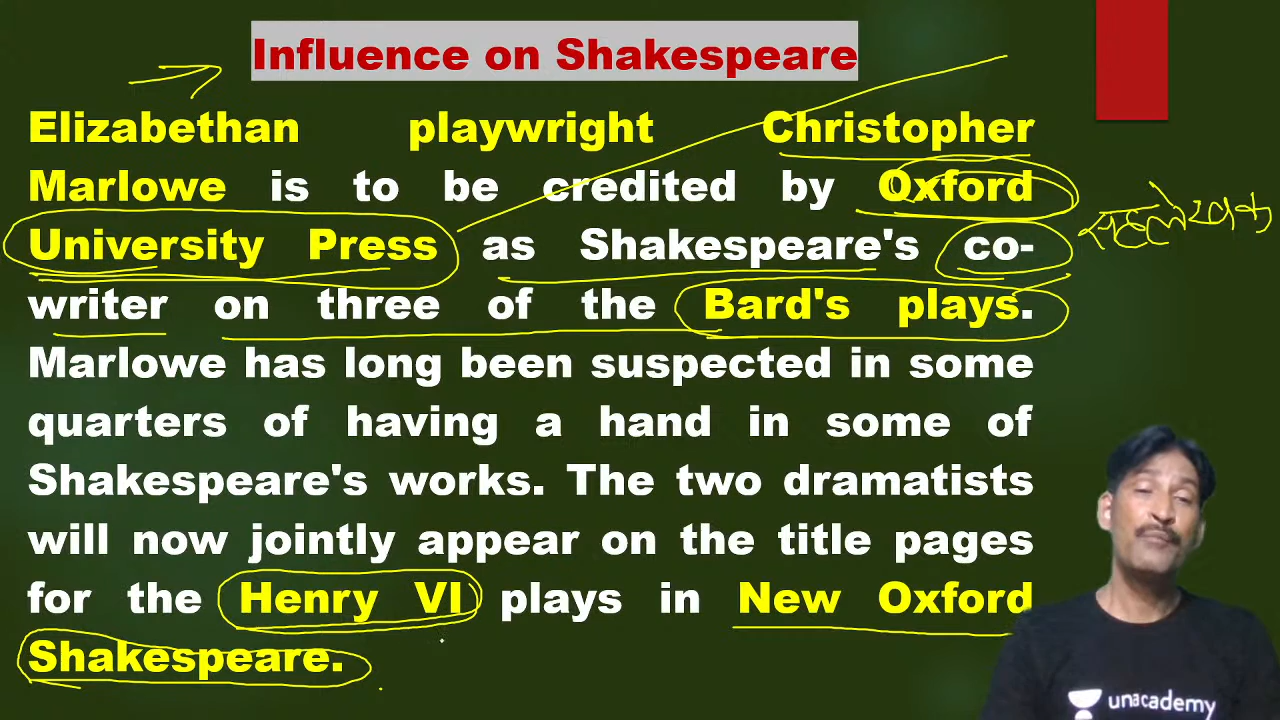 Influence on Shakespeare
Elizabethan playwright Christopher
Marlowe is to be credited by Oxford
University Press as Shakespeare's co-
writer on three of the Bard's plays.
Marlowe has long been suspected in some
quarters of having a hand in some of
Shakespeare's works. The two dramatists
will now jointly appear on the title pages
for the Henry VI plays in New Oxford
Shakespeare.
सहलेखक
unacademy